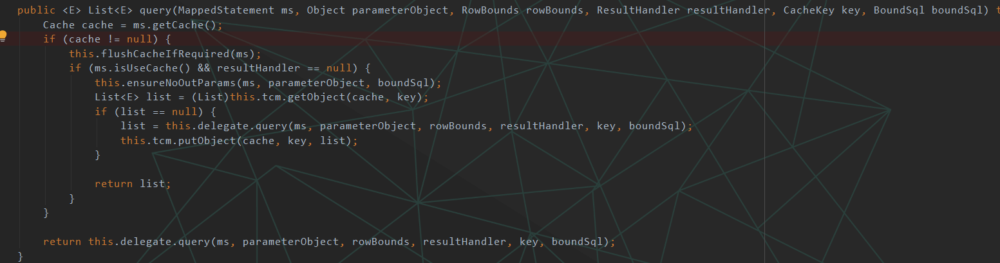 public <E> List<E> query(MappedStatement ms, Object parameterObject, RowBounds rowBounds, ResultHandler resultHandler, CacheKey key, BoundSql boundSql) t
    Cache cache = ms.getCache();
    if (cache != null) {
        this.flushCacheIfRequired(ms);
        if (ms.isUseCache() && resultHandler == null) {
            this.ensureNoOutParams(ms, parameterObject, boundSql);
            List<E> list = (List)this.tcm.getObject(cache, key);
            if (list == null) {
                list = this.delegate.query(ms, parameterObject, rowBounds, resultHandler, key, boundSql);
                this.tcm.putObject(cache, key, list);
            }
            return list;
        }
    }
    return this.delegate.query(ms, parameterObject, rowBounds, resultHandler, key, boundSql);
}